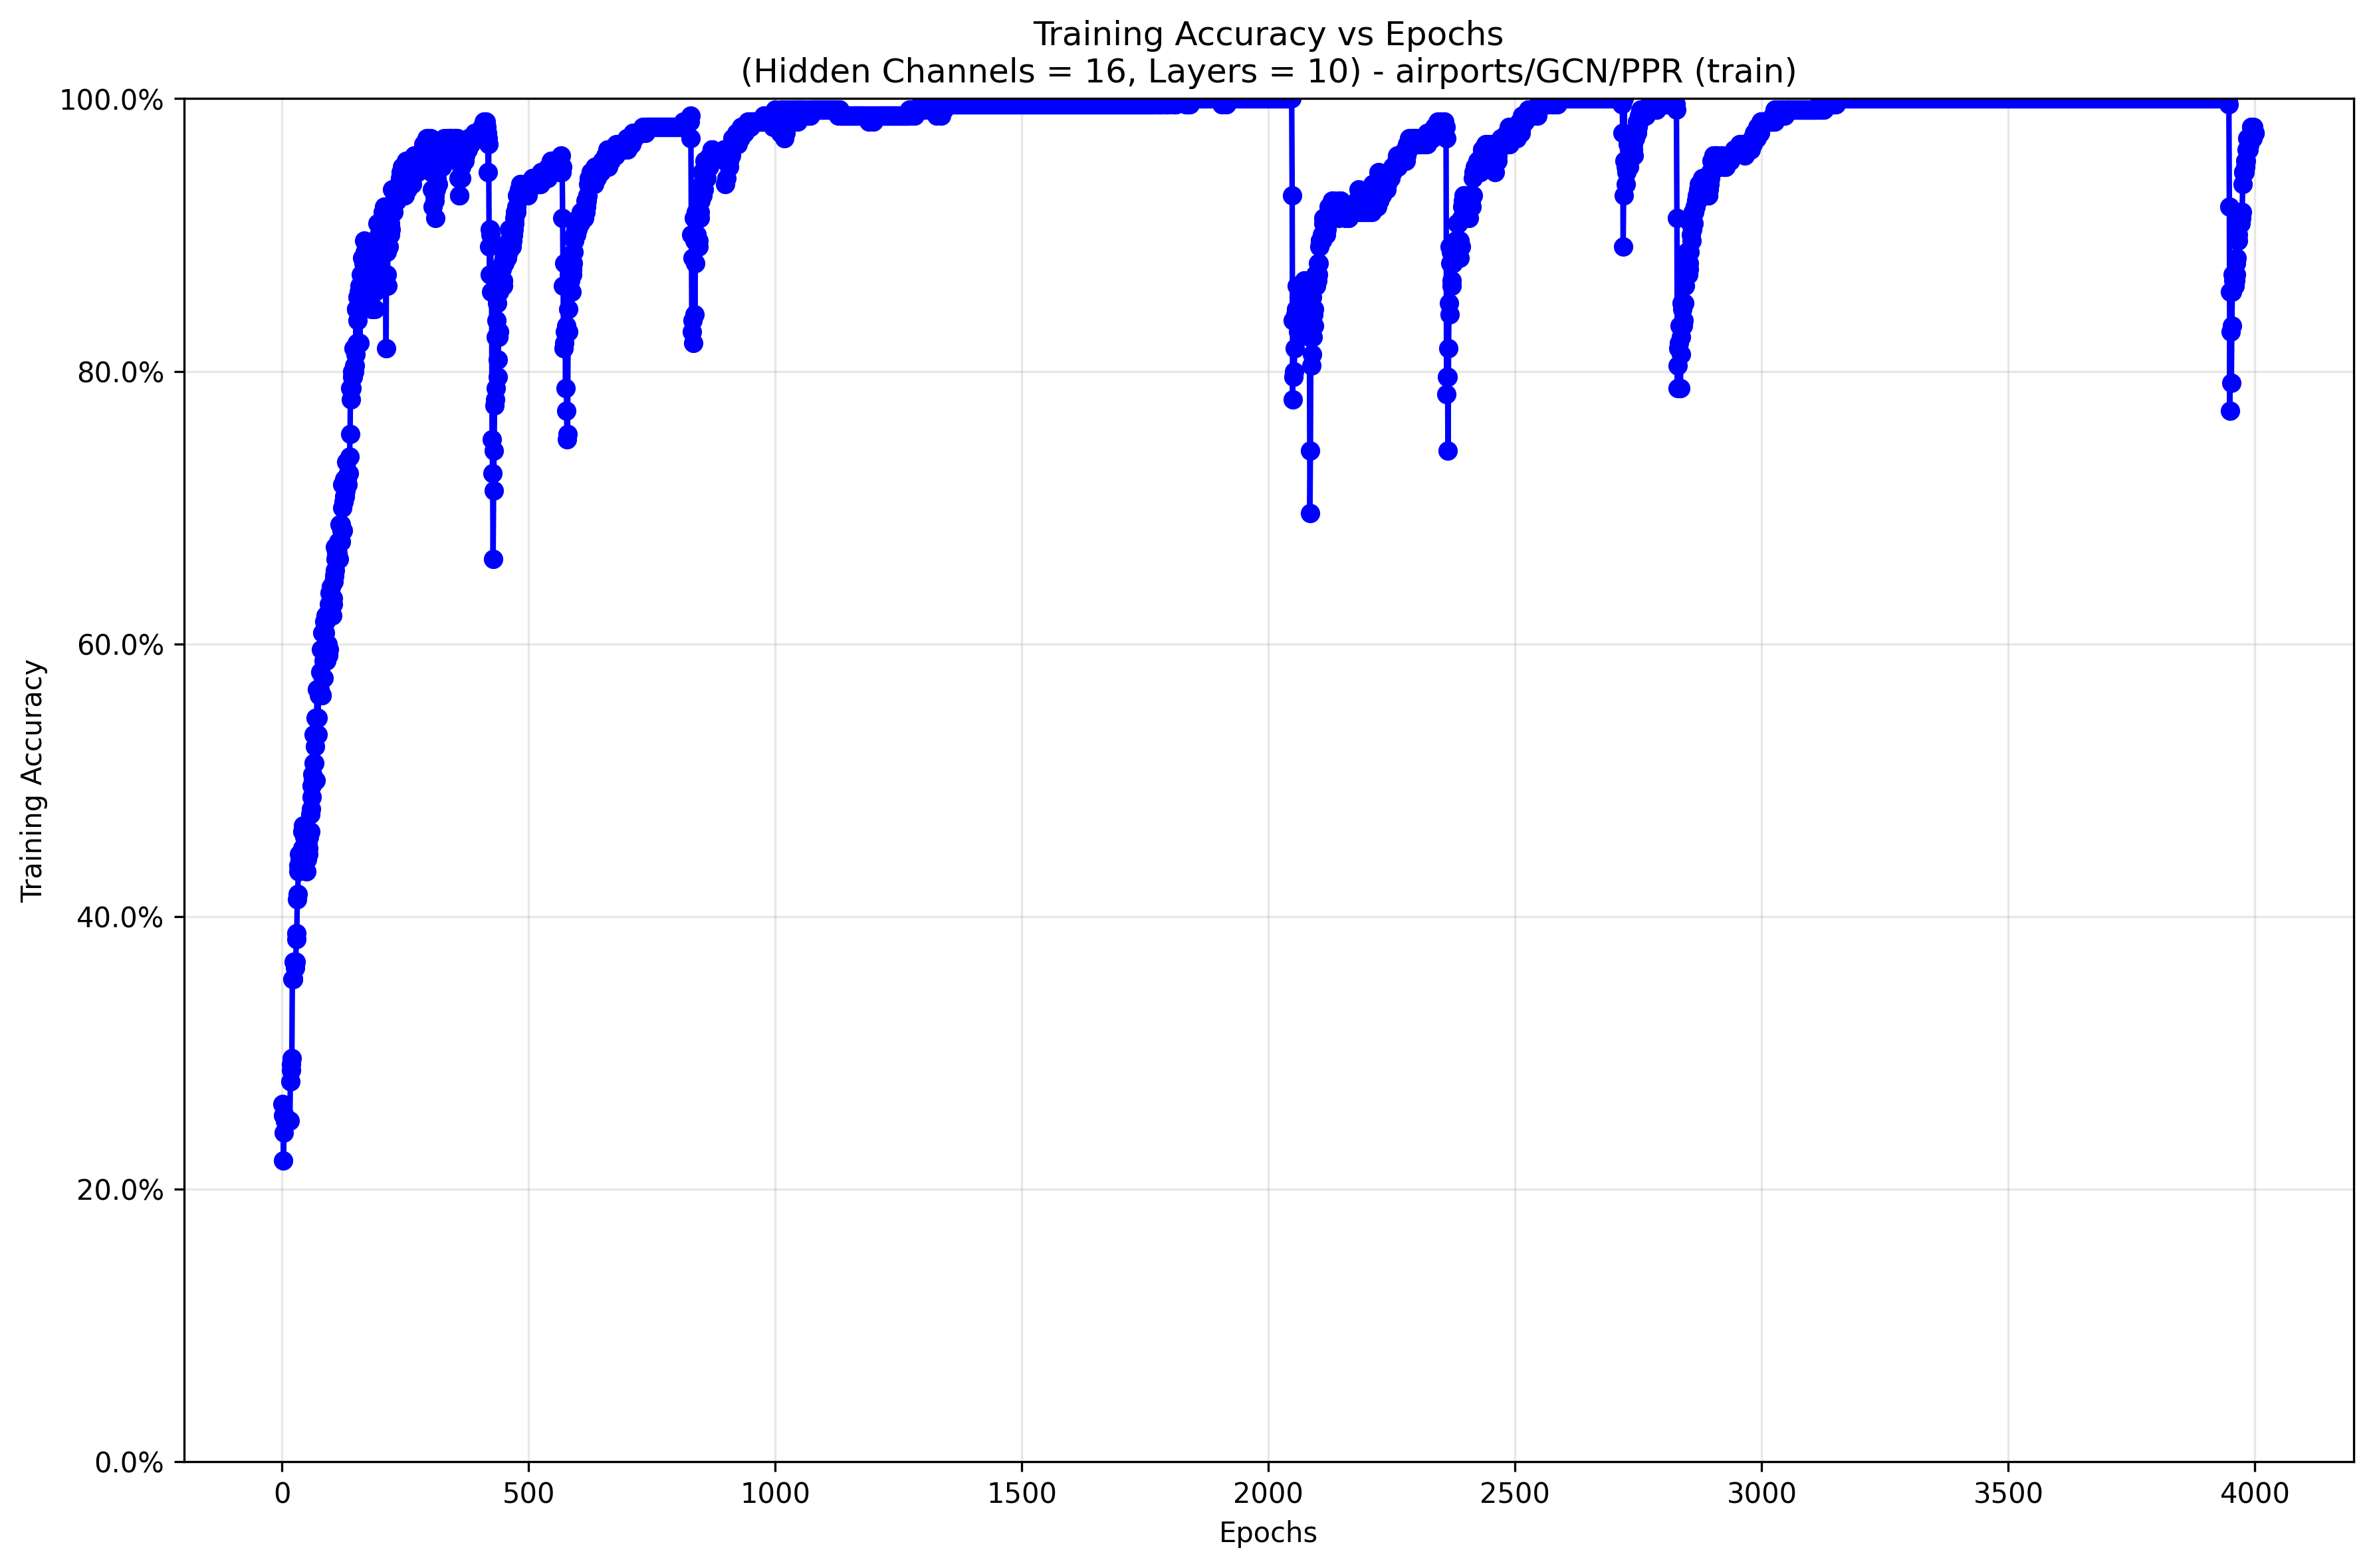 Training Accuracy vs Epochs
(Hidden Channels = 16, Layers = 10) - airports/GCN/PPR (train)
100.0%
80.0%
60.0%
40.0%
20.0%
0.0%
Training Accuracy
0 500 1000 1500 2000 2500 3000 3500 4000
Epochs